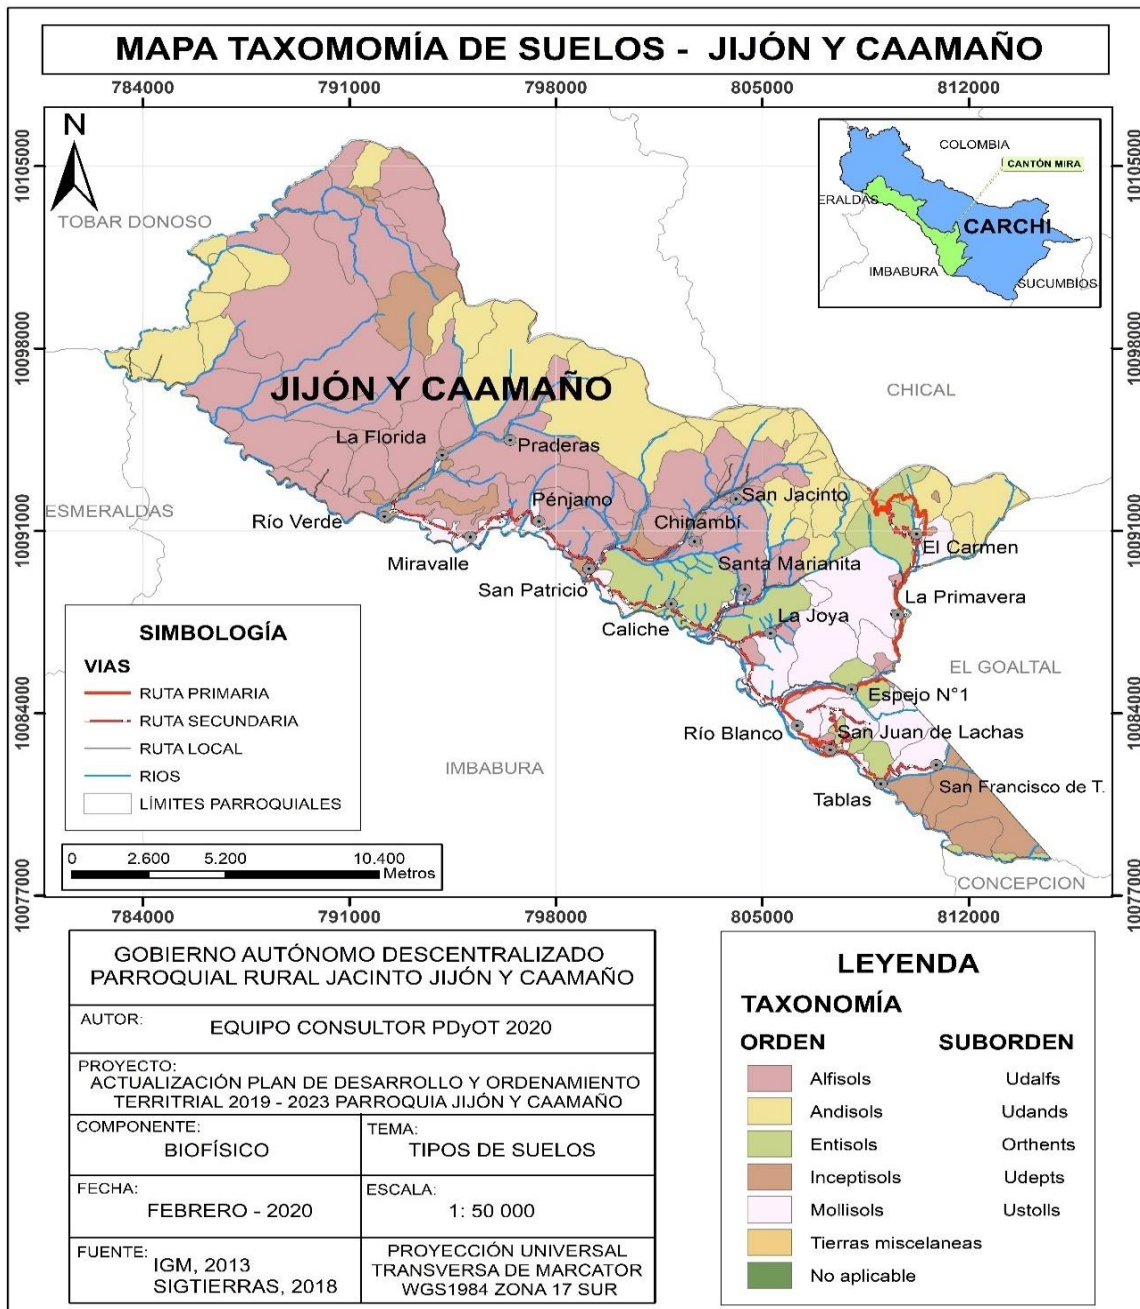 MAPA TAXOMOMÍA DE SUELOS - JIJÓN Y CAAMAÑO
784000 791000 798000 805000 812000
10105000
10098000
10091000
10084000
10077000
10105000
10098000
10091000
10084000
10077000
N
COLOMBIA
CANTÓN MIRA
ERALDAS
CARCHI
IMBABURA
SUCUMBÍOS
TOBAR DONOSO
JIJÓN Y CAAMAÑO
CHICAL
La Florida
Praderas
ESMERALDAS
Río Verde
Pénjamo
San Jacinto
Chinambí
El Carmen
Miravalle
San Patricio
Santa Marianita
La Primavera
Caliche
La Joya
EL GOALTAL
Espejo N°1
Río Blanco
San Juan de Lachas
IMBABURA
San Francisco de T.
Tablas
CONCEPCION
SIMBOLOGÍA
VIAS
RUTA PRIMARIA
RUTA SECUNDARIA
RUTA LOCAL
RIOS
LÍMITES PARROQUIALES
0 2.600 5.200 10.400
Metros
784000 791000 798000 805000 812000
GOBIERNO AUTÓNOMO DESCENTRALIZADO
PARROQUIAL RURAL JACINTO JIJÓN Y CAAMAÑO
AUTOR: EQUIPO CONSULTOR PDyOT 2020
PROYECTO:
ACTUALIZACIÓN PLAN DE DESARROLLO Y ORDENAMIENTO
TERRITRIAL 2019 - 2023 PARROQUIA JIJÓN Y CAAMAÑO
COMPONENTE:
BIOFÍSICO
TEMA:
TIPOS DE SUELOS
FECHA:
FEBRERO - 2020
ESCALA:
1: 50 000
FUENTE:
IGM, 2013
SIGTIERRAS, 2018
PROYECCIÓN UNIVERSAL
TRANSVERSA DE MARCATOR
WGS1984 ZONA 17 SUR
LEYENDA
TAXONOMÍA
ORDEN SUBORDEN
Alfisols Udalfs
Andisols Udands
Entisols Orthents
Inceptisols Udepts
Mollisols Ustolls
Tierras miscelaneas
No aplicable